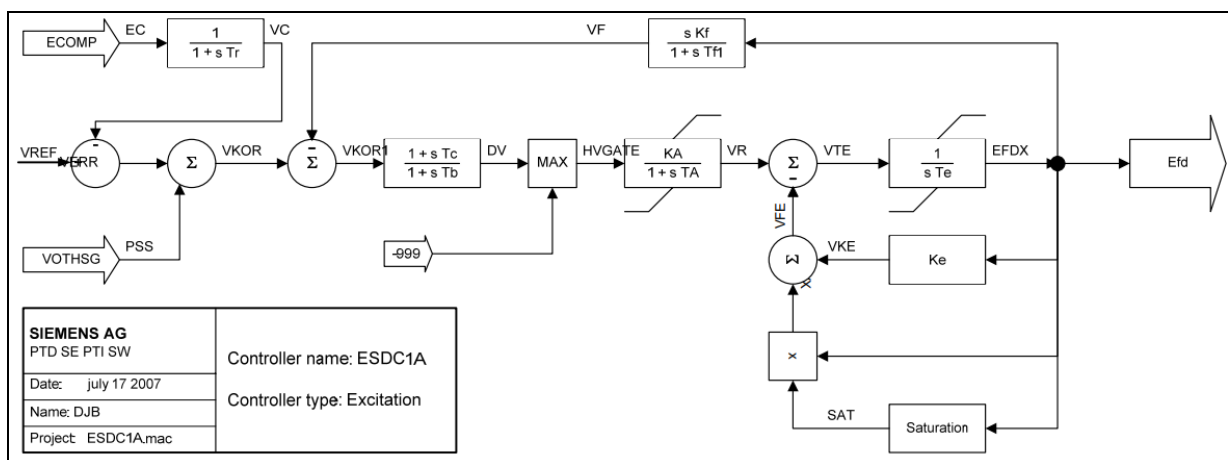 ECOMP
EC
1
1 + s Tr
VC
VF
s Kf
1 + s Tf1
VREF
VERR
-
Σ
VKOR
-
Σ
VKOR1
1 + s Tc
1 + s Tb
DV
MAX
HVGATE
KA
1 + s TA
VR
Σ
-
VTE
1
s Te
EFDX
Efd
VOTHSG
PSS
-999
VFE
Σ
VKE
Ke
X
x
SAT
Saturation
SIEMENS AG
PTD SE PTI SW
Date: july 17 2007
Name: DJB
Project: ESDC1A.mac
Controller name: ESDC1A
Controller type: Excitation